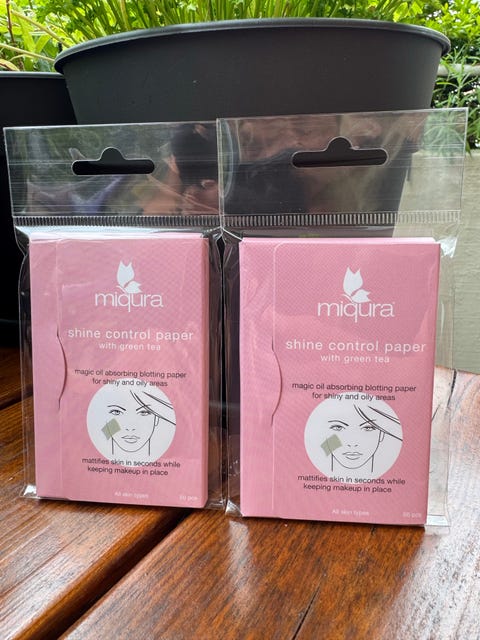 miqura
shine control paper
with green tea
magic oil absorbing blotting paper
for shiny and oily areas
mattifies skin in seconds while
keeping makeup in place
All skin types
50 pcs
miqura
shine control paper
with green tea
magic oil absorbing blotting paper
for shiny and oily areas
mattifies skin in seconds while
keeping makeup in place
All skin types
50 pcs